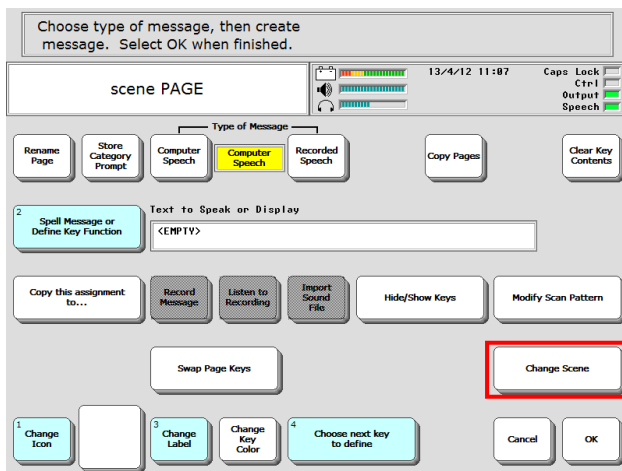 Choose type of message, then create
message.  Select OK when finished.
scene PAGE
13/4/12 11:07
Caps Lock
Ctrl
Output
Speech
Type of Message
Rename
Page
Store
Category
Prompt
Computer
Speech
Computer
Speech
Recorded
Speech
Copy Pages
Clear Key
Contents
2
Spell Message or
Define Key Function
Text to Speak or Display
<EMPTY>
Copy this assignment
to...
Record
Message
Listen to
Recording
Import
Sound
File
Hide/Show Keys
Modify Scan Pattern
Swap Page Keys
Change Scene
1
Change
Icon
3
Change
Label
Change
Key
Color
4
Choose next key
to define
Cancel
OK